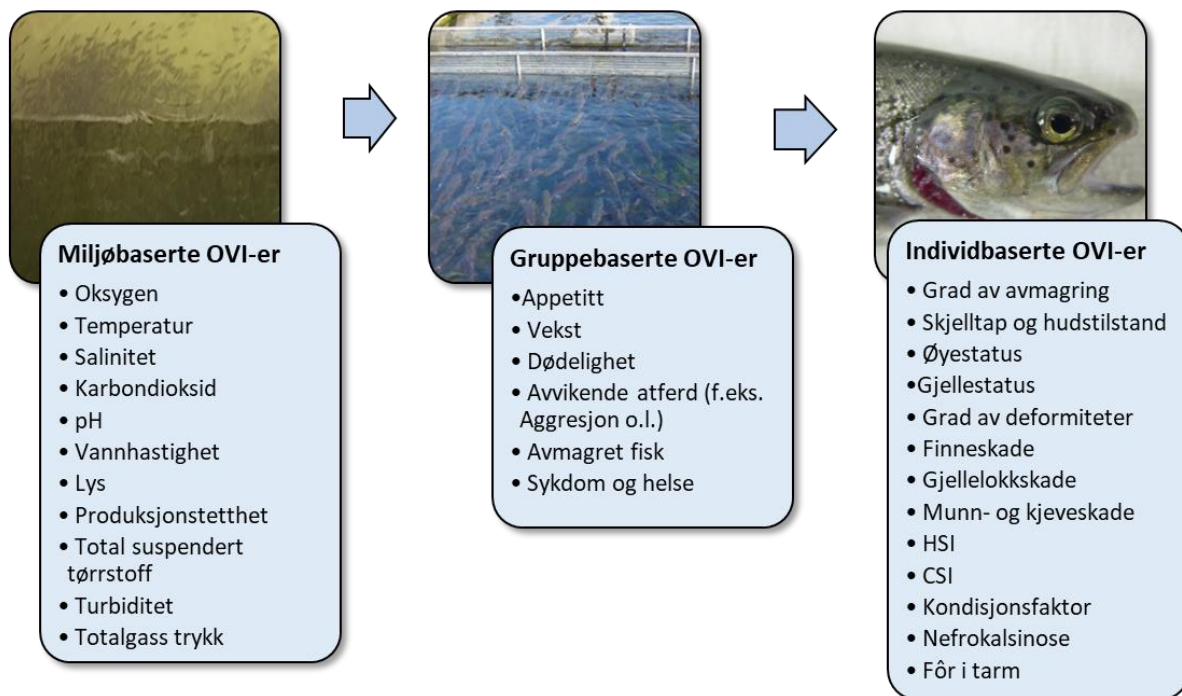 Miljøbaserte OVI-er
• Oksygen
• Temperatur
• Salinitet
• Karbondioksid
• pH
• Vannhastighet
• Lys
• Produksjonstetthet
• Total suspendert
tørrstoff
• Turbiditet
• Totalgass trykk
Gruppebaserte OVI-er
•Appetitt
• Vekst
• Dødelighet
• Avvikende atferd (f.eks.
Aggresjon o.l.)
• Avmagret fisk
• Sykdom og helse
Individbaserte OVI-er
• Grad av avmagring
• Skjelltap og hudstilstand
• Øyestatus
•Gjellestatus
• Grad av deformiteter
• Finneskade
• Gjellelokkskade
• Munn- og kjeveskade
• HSI
• CSI
• Kondisjonsfaktor
• Nefrokalsinose
• Fôr i tarm